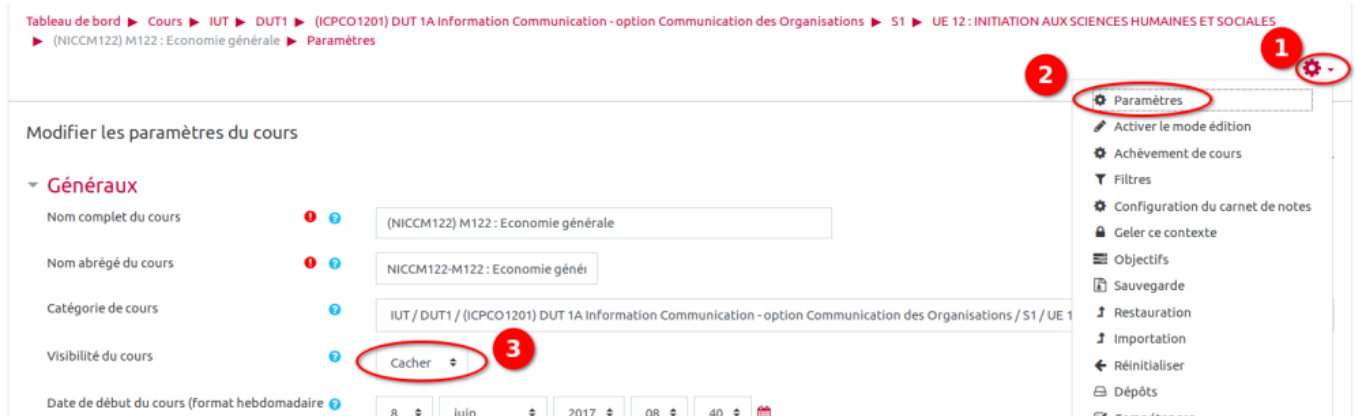 Tableau de bord ▶ Cours ▶ IUT ▶ DUT1 ▶ (ICPCO1201) DUT 1A Information Communication - option Communication des Organisations ▶ S1 ▶ UE 12 : INITIATION AUX SCIENCES HUMAINES ET SOCIALES
▶ (NICCM122) M122 : Economie générale ▶ Paramètres
1
2
Paramètres
Modifier les paramètres du cours
Activer le mode édition
Achèvement de cours
Filtres
Configuration du carnet de notes
Geler ce contexte
Objectifs
Sauvegarde
Restauration
Importation
Réinitialiser
Dépôts
Généraux
Nom complet du cours
(NICCM122) M122 : Economie générale
Nom abrégé du cours
NICCM122-M122 : Economie génér
Catégorie de cours
IUT / DUT1 / (ICPCO1201) DUT 1A Information Communication - option Communication des Organisations / S1 / UE 1
Visibilité du cours
Cacher
3
Date de début du cours (format hebdomadaire
8 juin 2017 08 40